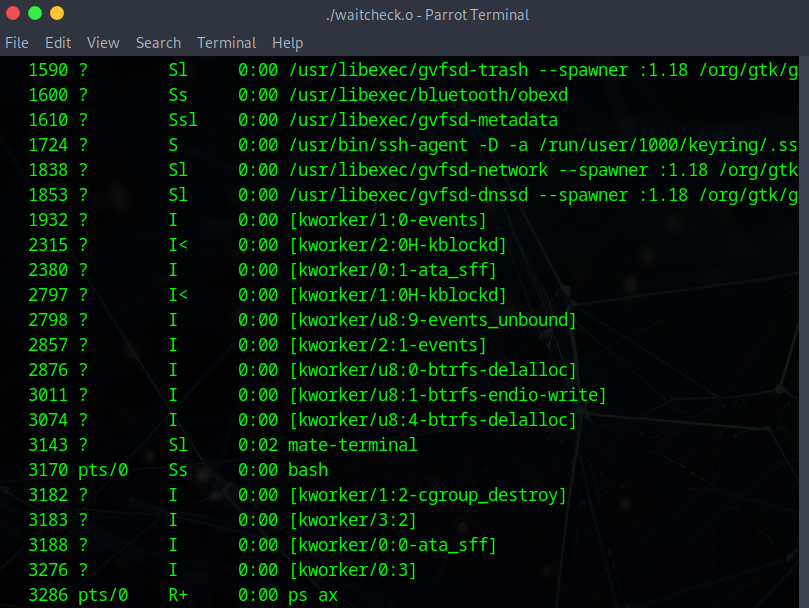 ./waitcheck.o - Parrot Terminal
File Edit View Search Terminal Help
1590 ? Sl 0:00 /usr/libexec/gvfsd-trash --spawner :1.18 /org/gtk/g
1600 ? Ss 0:00 /usr/libexec/bluetooth/obexd
1610 ? Ssl 0:00 /usr/libexec/gvfsd-metadata
1724 ? S 0:00 /usr/bin/ssh-agent -D -a /run/user/1000/keyring/.ss
1838 ? Sl 0:00 /usr/libexec/gvfsd-network --spawner :1.18 /org/gtk
1853 ? Sl 0:00 /usr/libexec/gvfsd-dnssd --spawner :1.18 /org/gtk/g
1932 ? I 0:00 [kworker/1:0-events]
2315 ? I< 0:00 [kworker/2:0H-kblockd]
2380 ? I 0:00 [kworker/0:1-ata_sff]
2797 ? I< 0:00 [kworker/1:0H-kblockd]
2798 ? I 0:00 [kworker/u8:9-events_unbound]
2857 ? I 0:00 [kworker/2:1-events]
2876 ? I 0:00 [kworker/u8:0-btrfs-delalloc]
3011 ? I 0:00 [kworker/u8:1-btrfs-endio-write]
3074 ? I 0:00 [kworker/u8:4-btrfs-delalloc]
3143 ? Sl 0:02 mate-terminal
3170 pts/0 Ss 0:00 bash
3182 ? I 0:00 [kworker/1:2-cgroup_destroy]
3183 ? I 0:00 [kworker/3:2]
3188 ? I 0:00 [kworker/0:0-ata_sff]
3276 ? I 0:00 [kworker/0:3]
3286 pts/0 R+ 0:00 ps ax